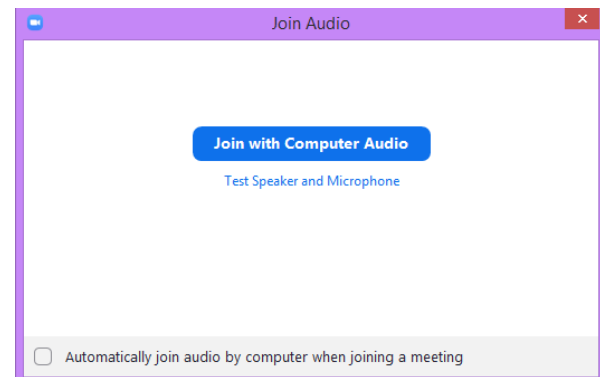 Join Audio
Join with Computer Audio
Test Speaker and Microphone
Automatically join audio by computer when joining a meeting